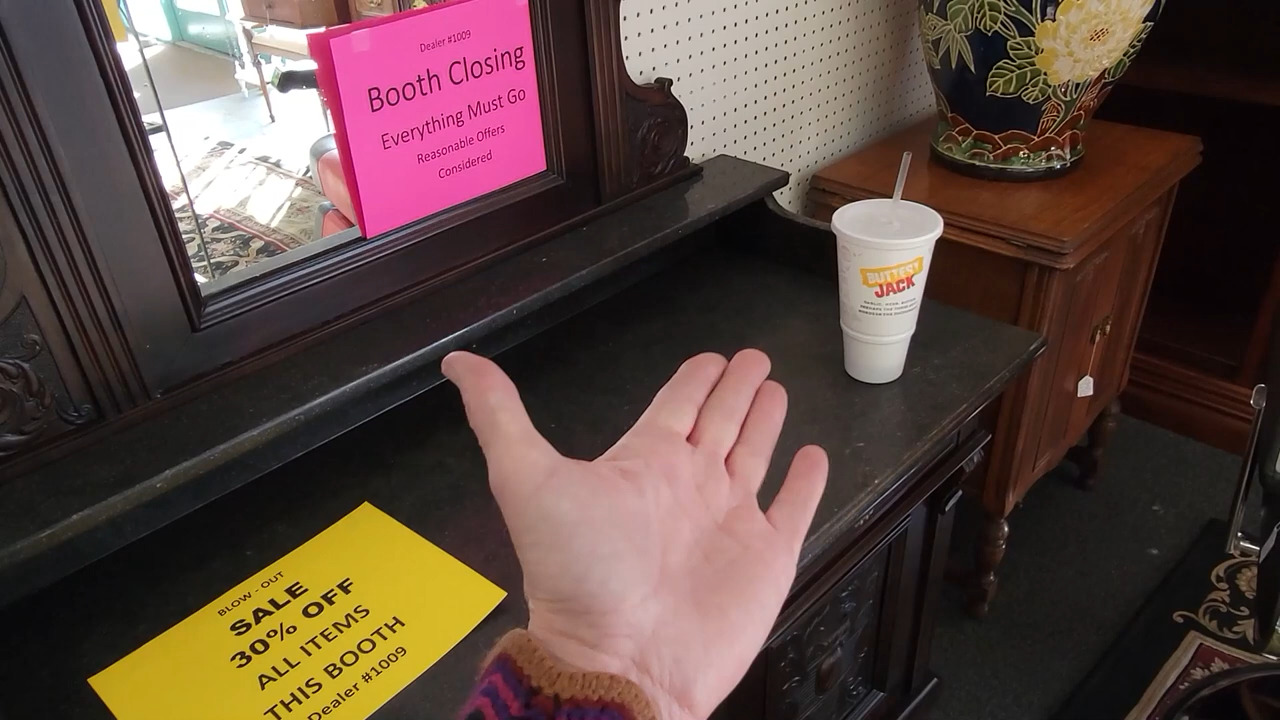 Dealer #1009
Booth Closing
Everything Must Go
Reasonable Offers
Considered
BUTTERY
JACK
BLOW - OUT
SALE
30% OFF
ALL ITEMS
THIS BOOTH
Dealer #1009